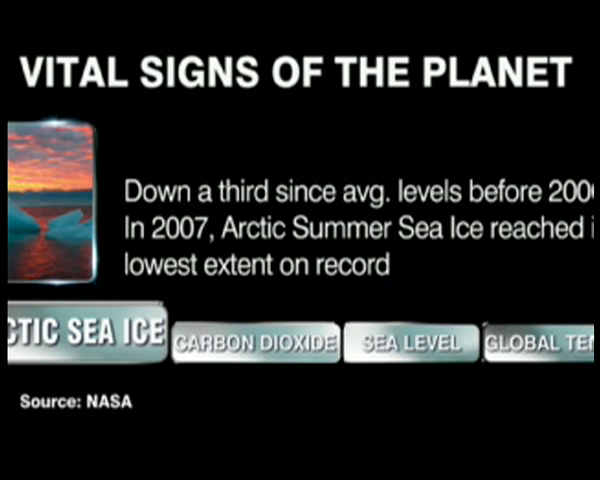 VITAL SIGNS OF THE PLANET
Down a third since avg. levels before 200
In 2007, Arctic Summer Sea Ice reached i
lowest extent on record
CTIC SEA ICE
CARBON DIOXIDE
SEA LEVEL
GLOBAL TE
Source: NASA